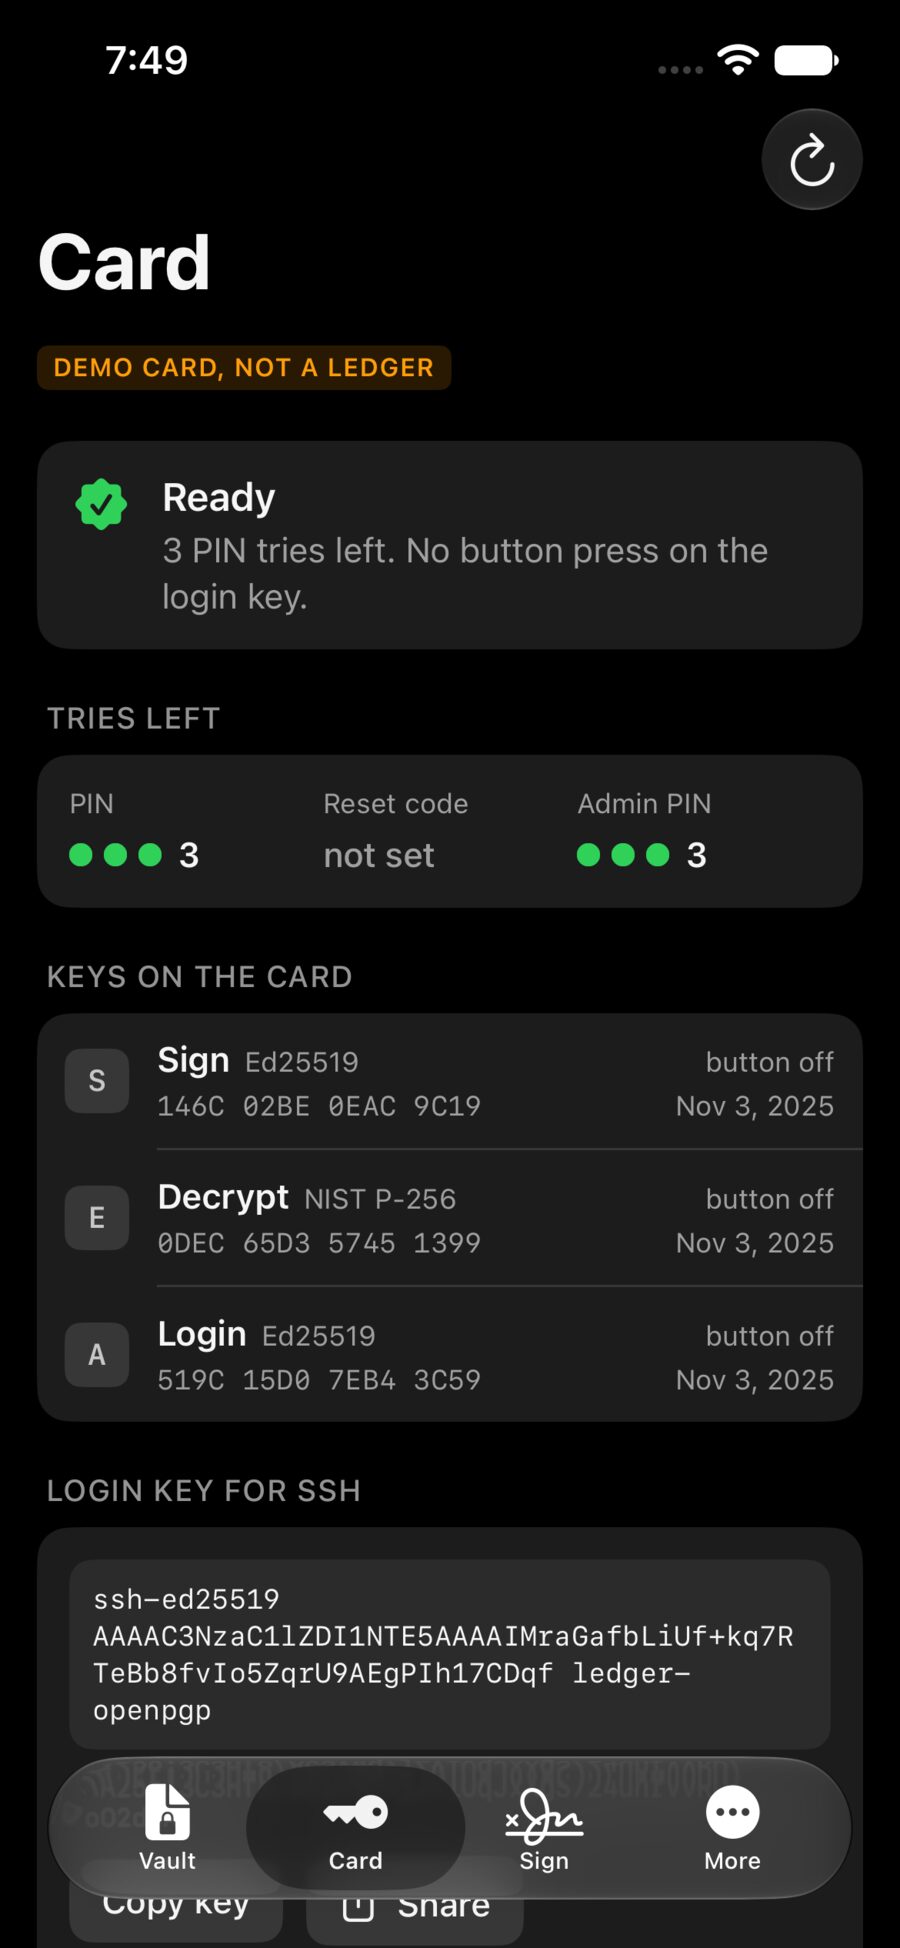 7:49
Card
DEMO CARD, NOT A LEDGER
Ready
3 PIN tries left. No button press on the
login key.
TRIES LEFT
PIN Reset code Admin PIN
3 not set 3
KEYS ON THE CARD
S Sign Ed25519 button off
146C 02BE 0EAC 9C19 Nov 3, 2025
E Decrypt NIST P-256 button off
0DEC 65D3 5745 1399 Nov 3, 2025
A Login Ed25519 button off
519C 15D0 7EB4 3C59 Nov 3, 2025
LOGIN KEY FOR SSH
ssh-ed25519
AAAAC3NzaC1lZDI1NTE5AAAAIMraGafbLiUf+kq7R
TeBb8fvIo5ZqrU9AEgPIh17CDqf ledger-
openpgp
Vault Card Sign More
Copy key Share